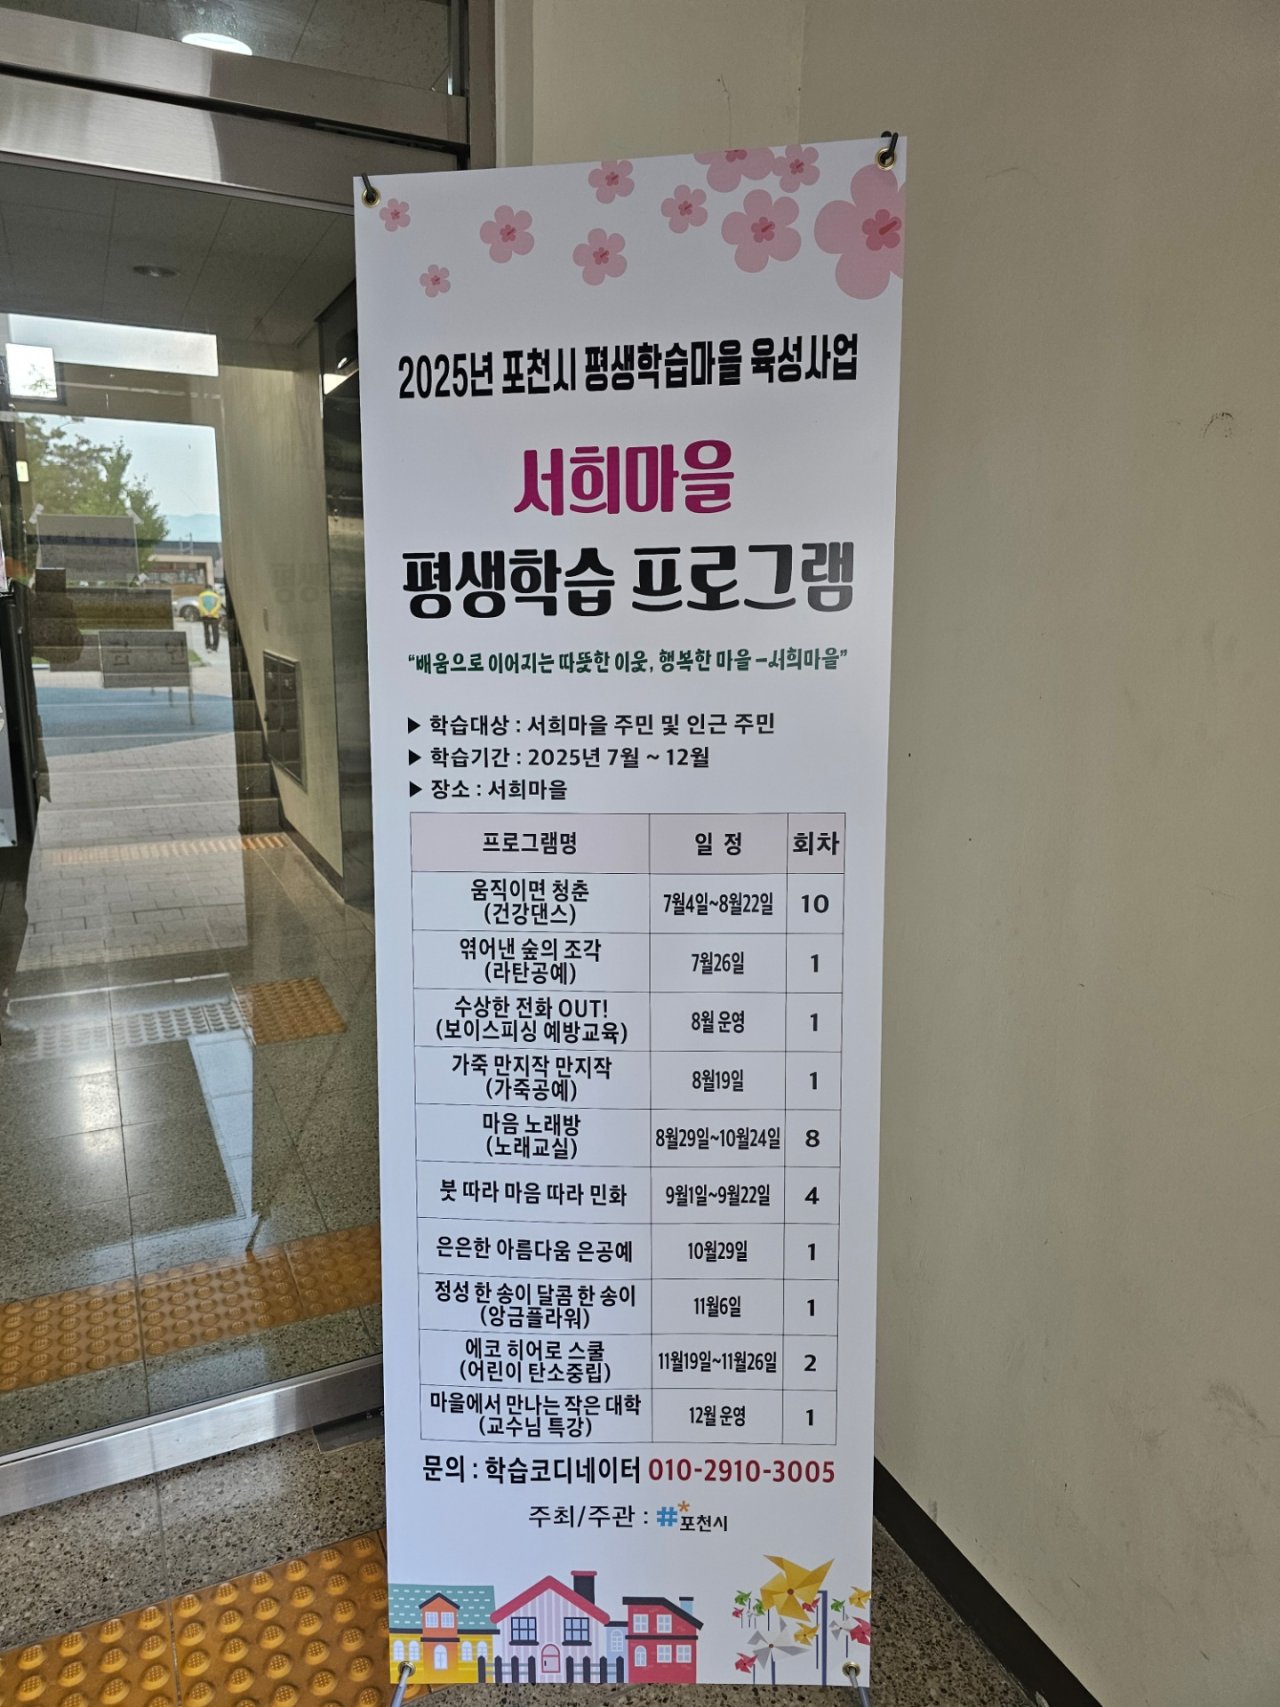 2025년 포천시 평생학습마을 육성사업
서희마을
평생학습 프로그램
“배움으로 이어지는 따뜻한 이웃, 행복한 마을 –서희마을”
▶ 학습대상 : 서희마을 주민 및 인근 주민
▶ 학습기간 : 2025년 7월 ~ 12월
▶ 장소 : 서희마을
프로그램명 일 정 회차
움직이면 청춘
(건강댄스) 7월4일~8월22일 10
엮어낸 숲의 조각
(라탄공예) 7월26일 1
수상한 전화 OUT!
(보이스피싱 예방교육) 8월 운영 1
가죽 만지작 만지작
(가죽공예) 8월19일 1
마음 노래방
(노래교실) 8월29일~10월24일 8
붓 따라 마음 따라 민화 9월1일~9월22일 4
은은한 아름다움 은공예 10월29일 1
정성 한 송이 달콤 한 송이
(앙금플라워) 11월6일 1
에코 히어로 스쿨
(어린이 탄소중립) 11월19일~11월26일 2
마을에서 만나는 작은 대학
(교수님 특강) 12월 운영 1
문의 : 학습코디네이터 010-2910-3005
주최/주관 : 포천시